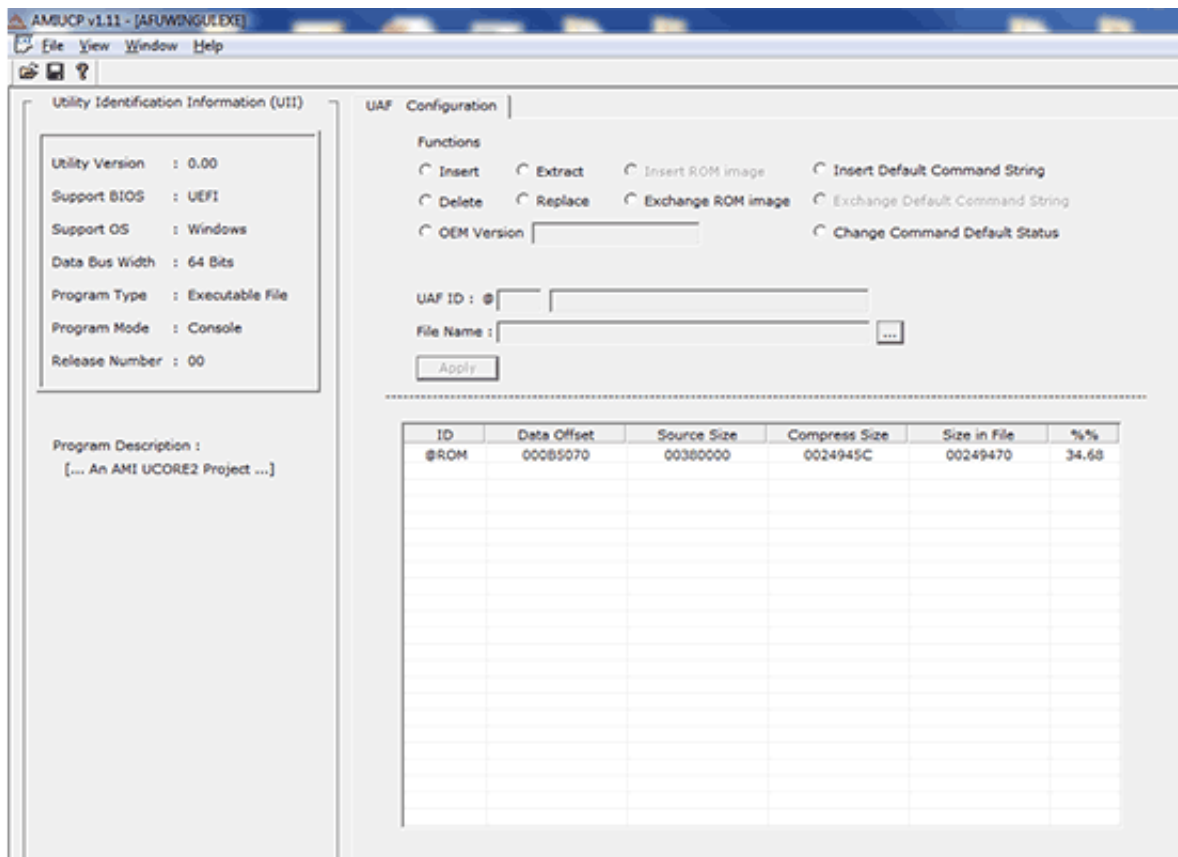 AMIUCP v1.11 - [AFUWINGUI.EXE]
File View Window Help
Utility Identification Information (UII)
Utility Version : 0.00
Support BIOS : UEFI
Support OS : Windows
Data Bus Width : 64 Bits
Program Type : Executable File
Program Mode : Console
Release Number : 00
Program Description :
[... An AMI UCORE2 Project ...]
UAF Configuration
Functions
Insert Extract Insert ROM image Insert Default Command String
Delete Replace Exchange ROM image Exchange Default Command String
OEM Version Change Command Default Status
UAF ID : @
File Name : ...
Apply
ID Data Offset Source Size Compress Size Size in File %%
@ROM 000B5070 00380000 0024945C 00249470 34.68